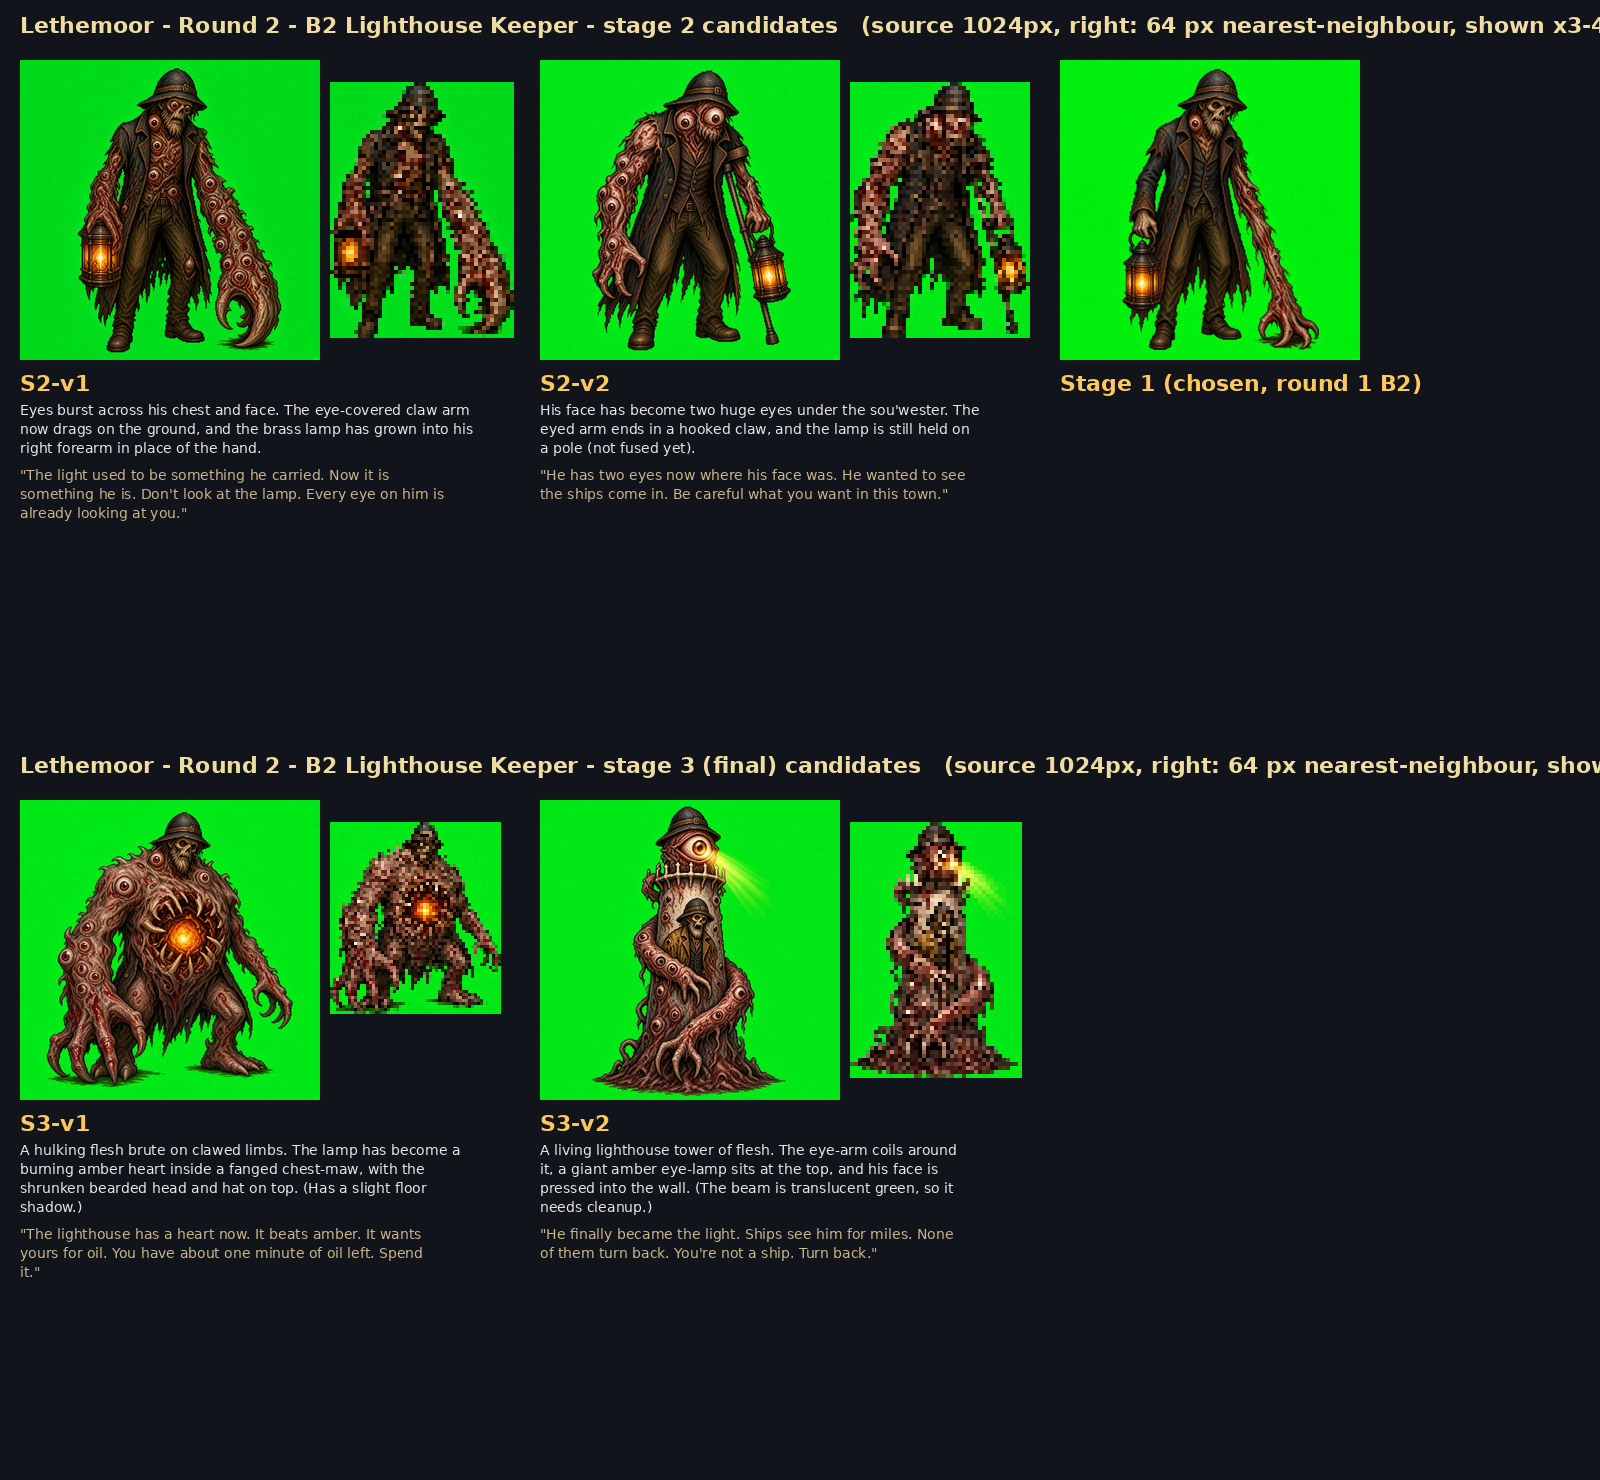 Lethemoor - Round 2 - B2 Lighthouse Keeper - stage 2 candidates (source 1024px, right: 64 px nearest-neighbour, shown x3-4
S2-v1
Eyes burst across his chest and face. The eye-covered claw arm
now drags on the ground, and the brass lamp has grown into his
right forearm in place of the hand.
"The light used to be something he carried. Now it is
something he is. Don't look at the lamp. Every eye on him is
already looking at you."
S2-v2
His face has become two huge eyes under the sou'wester. The
eyed arm ends in a hooked claw, and the lamp is still held on
a pole (not fused yet).
"He has two eyes now where his face was. He wanted to see
the ships come in. Be careful what you want in this town."
Stage 1 (chosen, round 1 B2)
Lethemoor - Round 2 - B2 Lighthouse Keeper - stage 3 (final) candidates (source 1024px, right: 64 px nearest-neighbour, show
S3-v1
A hulking flesh brute on clawed limbs. The lamp has become a
burning amber heart inside a fanged chest-maw, with the
shrunken bearded head and hat on top. (Has a slight floor
shadow.)
"The lighthouse has a heart now. It beats amber. It wants
yours for oil. You have about one minute of oil left. Spend
it."
S3-v2
A living lighthouse tower of flesh. The eye-arm coils around
it, a giant amber eye-lamp sits at the top, and his face is
pressed into the wall. (The beam is translucent green, so it
needs cleanup.)
"He finally became the light. Ships see him for miles. None
of them turn back. You're not a ship. Turn back."